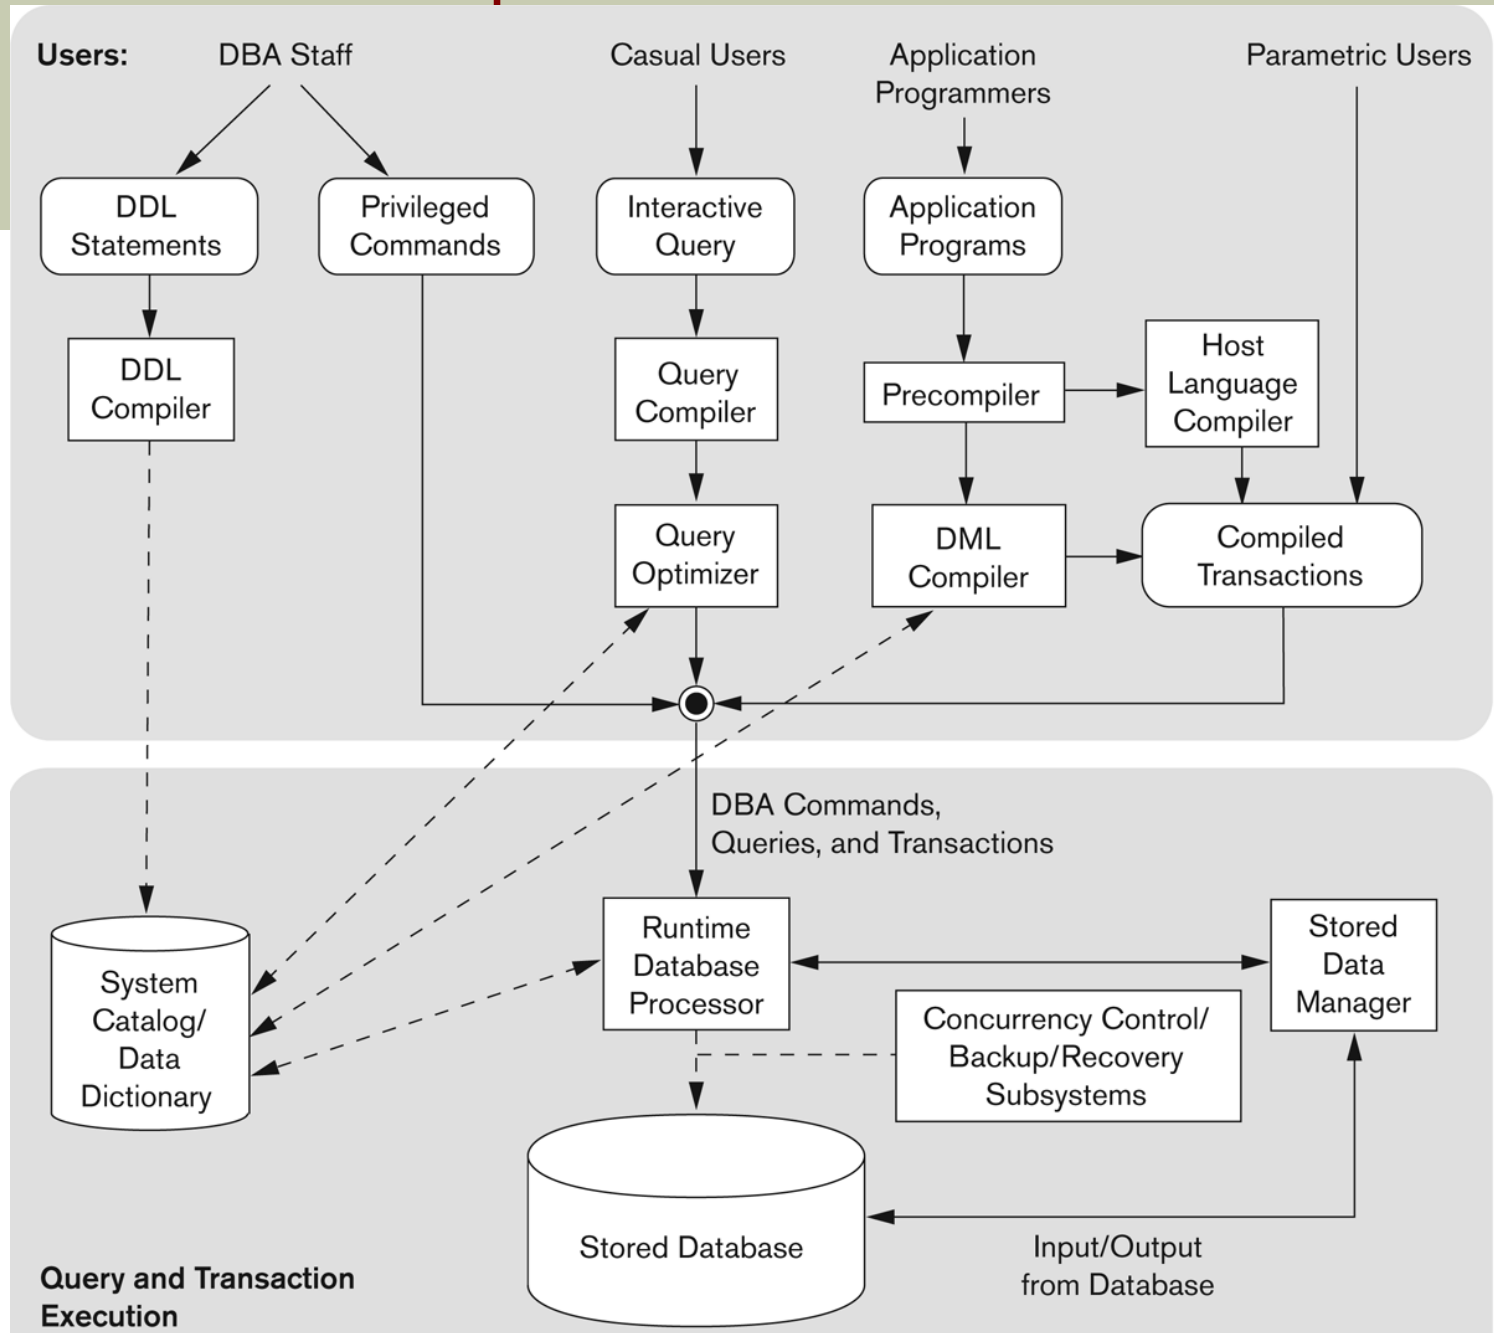 Users:
DBA Staff
Casual Users
Application
Programmers
Parametric Users
DDL
Statements
Privileged
Commands
Interactive
Query
Application
Programs
DDL
Compiler
Query
Compiler
Precompiler
Host
Language
Compiler
Query
Optimizer
DML
Compiler
Compiled
Transactions
DBA Commands,
Queries, and Transactions
System
Catalog/
Data
Dictionary
Runtime
Database
Processor
Stored
Data
Manager
Concurrency Control/
Backup/Recovery
Subsystems
Stored Database
Input/Output
from Database
Query and Transaction
Execution